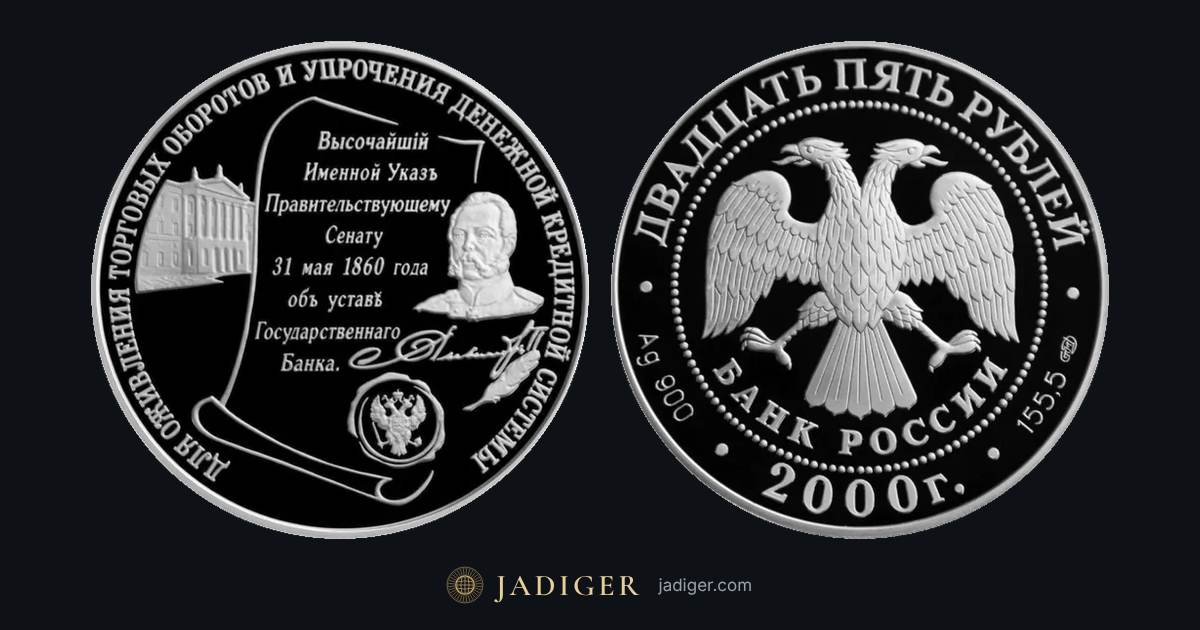 ДЛЯ ОЖИВЛЕНИЯ ТОРГОВЫХ ОБОРОТОВ И УПРОЧЕНИЯ ДЕНЕЖНОЙ КРЕДИТНОЙ СИСТЕМЫ
Высочайшій
Именной Указъ
Правительствующему
Сенату
31 мая 1860 года
объ уставѣ
Государственнаго
Банка.
ДВАДЦАТЬ ПЯТЬ РУБЛЕЙ
БАНК РОССИИ
Ag 900
155,5
2000г.
JADIGER
jadiger.com